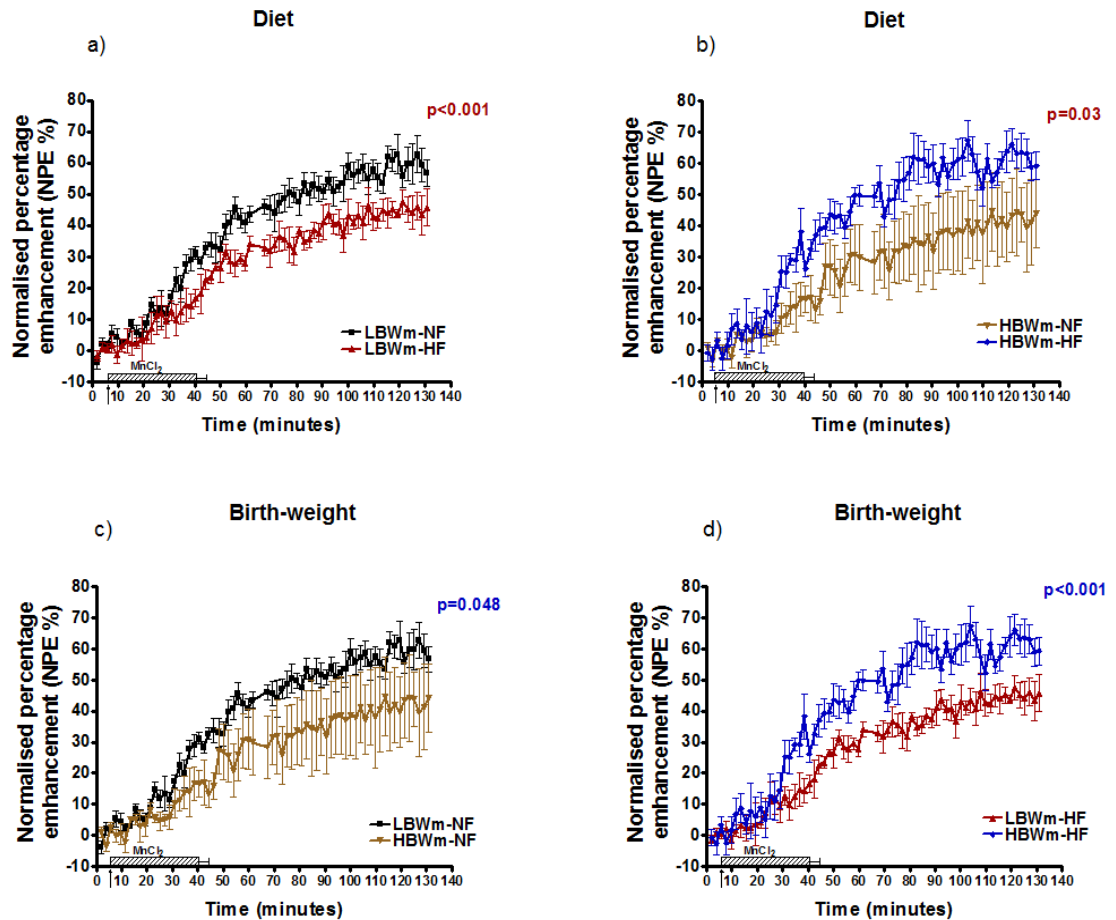 Diet
a)
p<0.001
Normalised percentage
enhancement (NPE %)
80
70
60
50
40
30
20
10
0
-10
LBWm-NF
LBWm-HF
MnCl2
0 10 20 30 40 50 60 70 80 90 100 110 120 130 140
Time (minutes)
Diet
b)
p=0.03
Normalised percentage
enhancement (NPE %)
80
70
60
50
40
30
20
10
0
-10
HBWm-NF
HBWm-HF
MnCl2
0 10 20 30 40 50 60 70 80 90 100 110 120 130 140
Time (minutes)
Birth-weight
c)
p=0.048
Normalised percentage
enhancement (NPE %)
80
70
60
50
40
30
20
10
0
-10
LBWm-NF
HBWm-NF
MnCl2
0 10 20 30 40 50 60 70 80 90 100 110 120 130 140
Time (minutes)
Birth-weight
d)
p<0.001
Normalised percentage
enhancement (NPE %)
80
70
60
50
40
30
20
10
0
-10
LBWm-HF
HBWm-HF
MnCl2
0 10 20 30 40 50 60 70 80 90 100 110 120 130 140
Time (minutes)